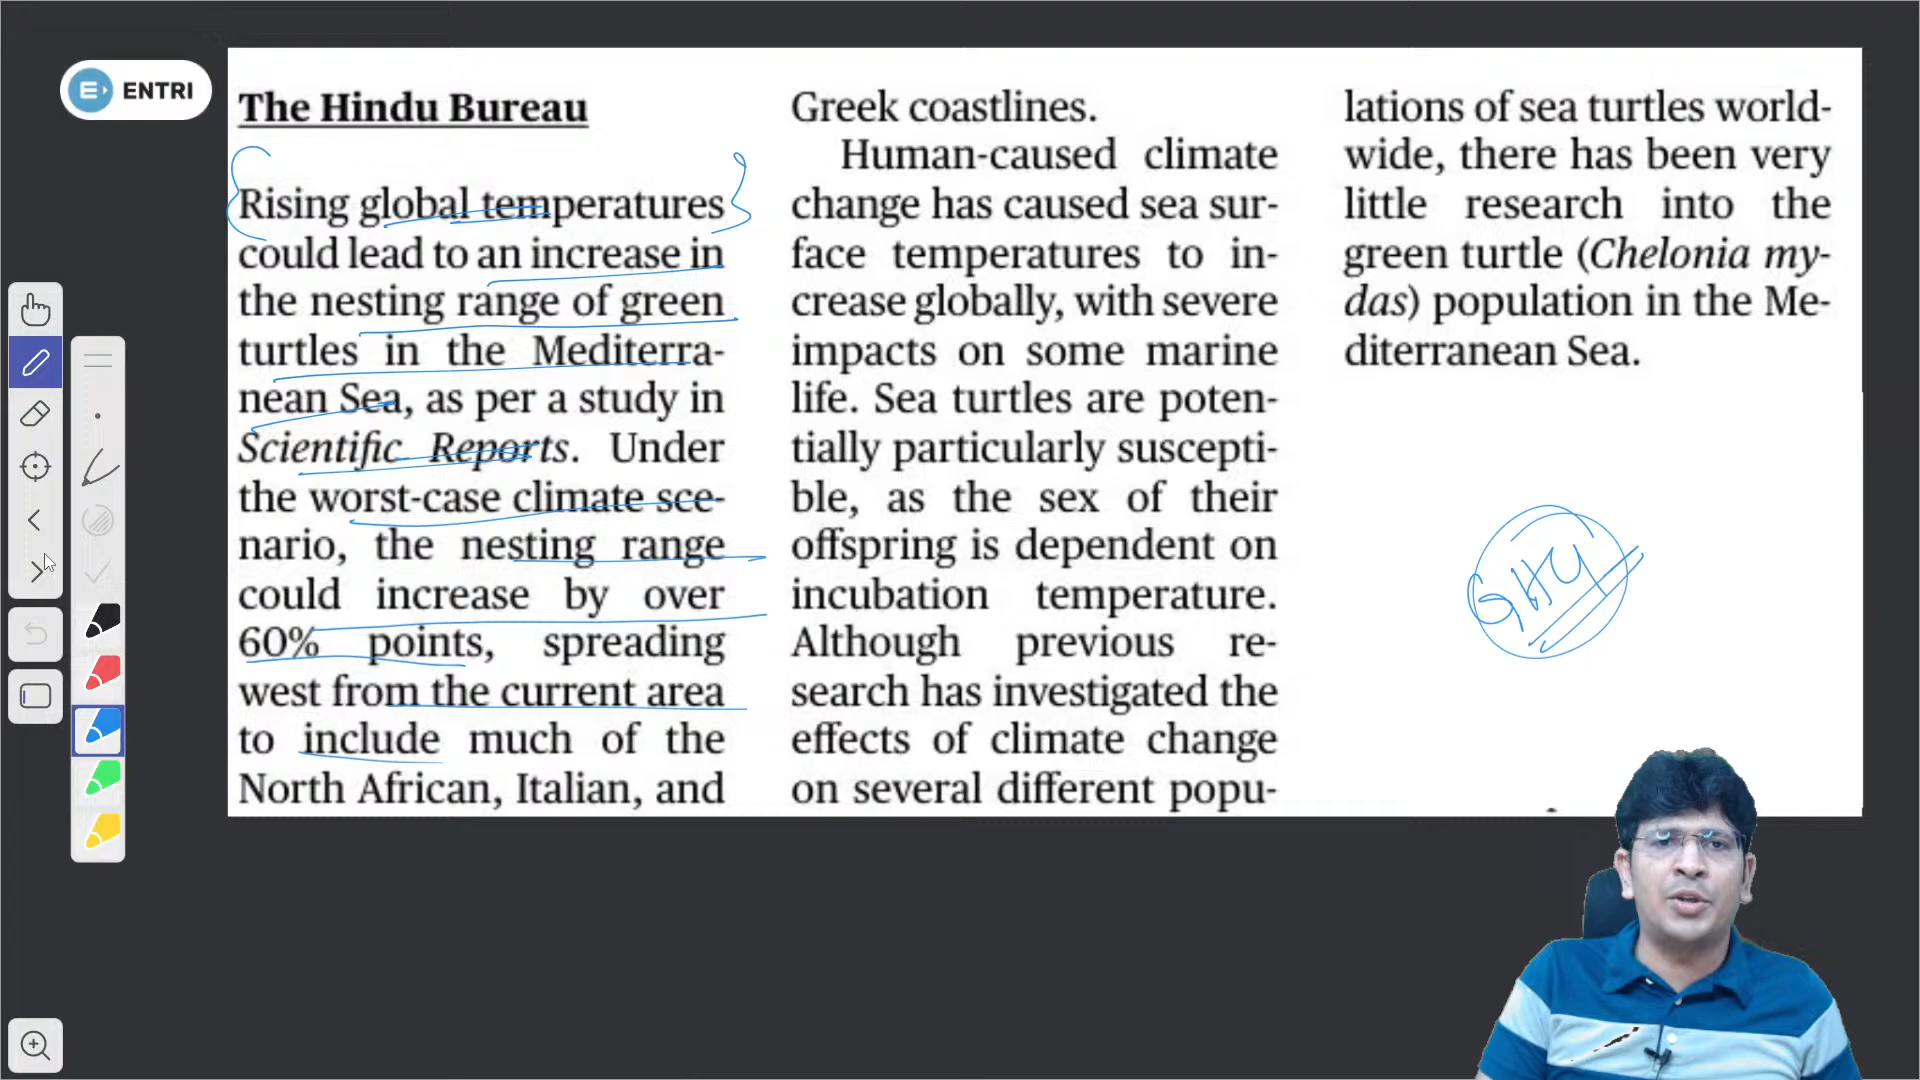 ENTRI
The Hindu Bureau
Rising global temperatures
could lead to an increase in
the nesting range of green
turtles in the Mediterra-
nean Sea, as per a study in
Scientific Reports. Under
the worst-case climate sce-
nario, the nesting range
could increase by over
60% points, spreading
west from the current area
to include much of the
North African, Italian, and
Greek coastlines.
Human-caused climate
change has caused sea sur-
face temperatures to in-
crease globally, with severe
impacts on some marine
life. Sea turtles are poten-
tially particularly suscepti-
ble, as the sex of their
offspring is dependent on
incubation temperature.
Although previous re-
search has investigated the
effects of climate change
on several different popu-
lations of sea turtles world-
wide, there has been very
little research into the
green turtle (Chelonia my-
das) population in the Me-
diterranean Sea.